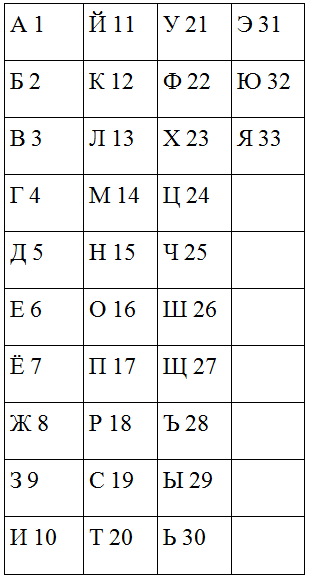 А 1 Й 11 У 21 Э 31
Б 2 К 12 Ф 22 Ю 32
В 3 Л 13 Х 23 Я 33
Г 4 М 14 Ц 24
Д 5 Н 15 Ч 25
Е 6 О 16 Ш 26
Ё 7 П 17 Щ 27
Ж 8 Р 18 Ъ 28
З 9 С 19 Ы 29
И 10 Т 20 Ь 30